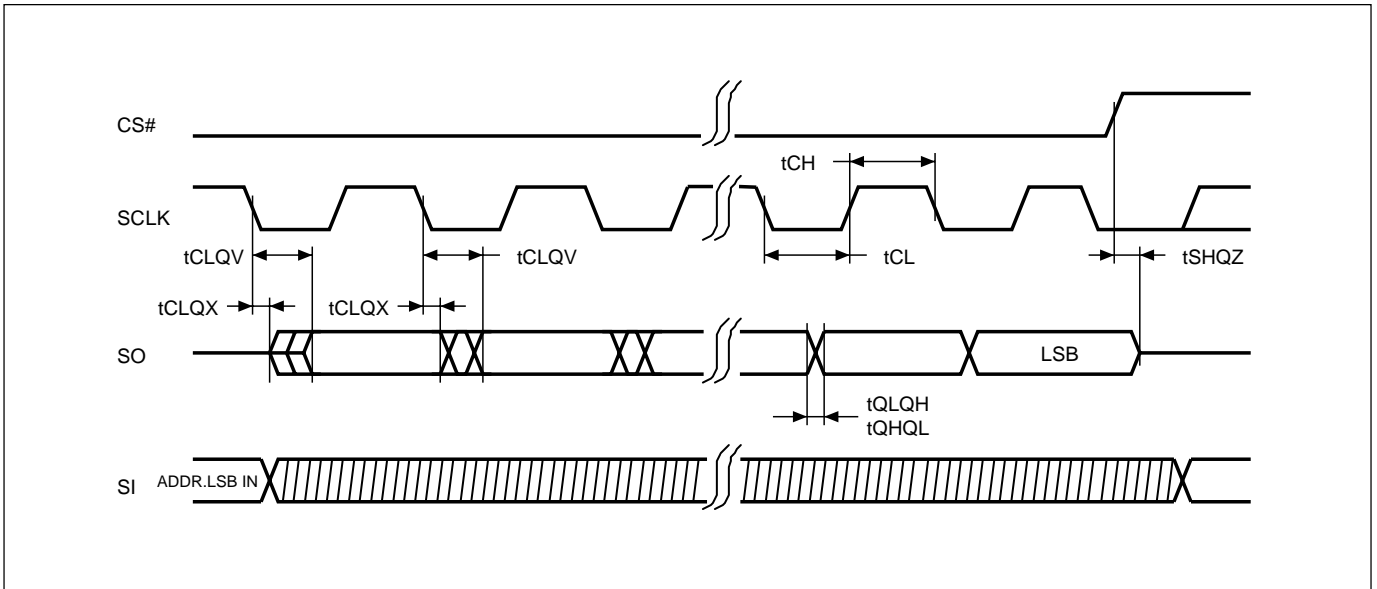 CS#
tCH
SCLK
tCLQV
tCLQV
tCL
tSHQZ
tCLQX
tCLQX
SO
LSB
tQLQH
tQHQL
SI
ADDR.LSB IN